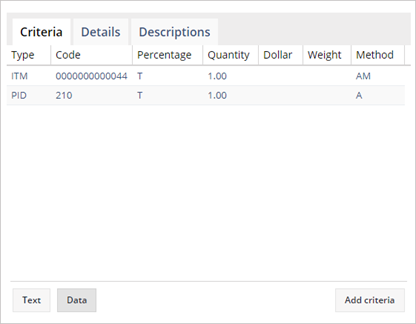 Criteria Details Descriptions
Type Code Percentage Quantity Dollar Weight Method
ITM 0000000000044 T 1.00 AM
PID 210 T 1.00 A
Text Data Add criteria